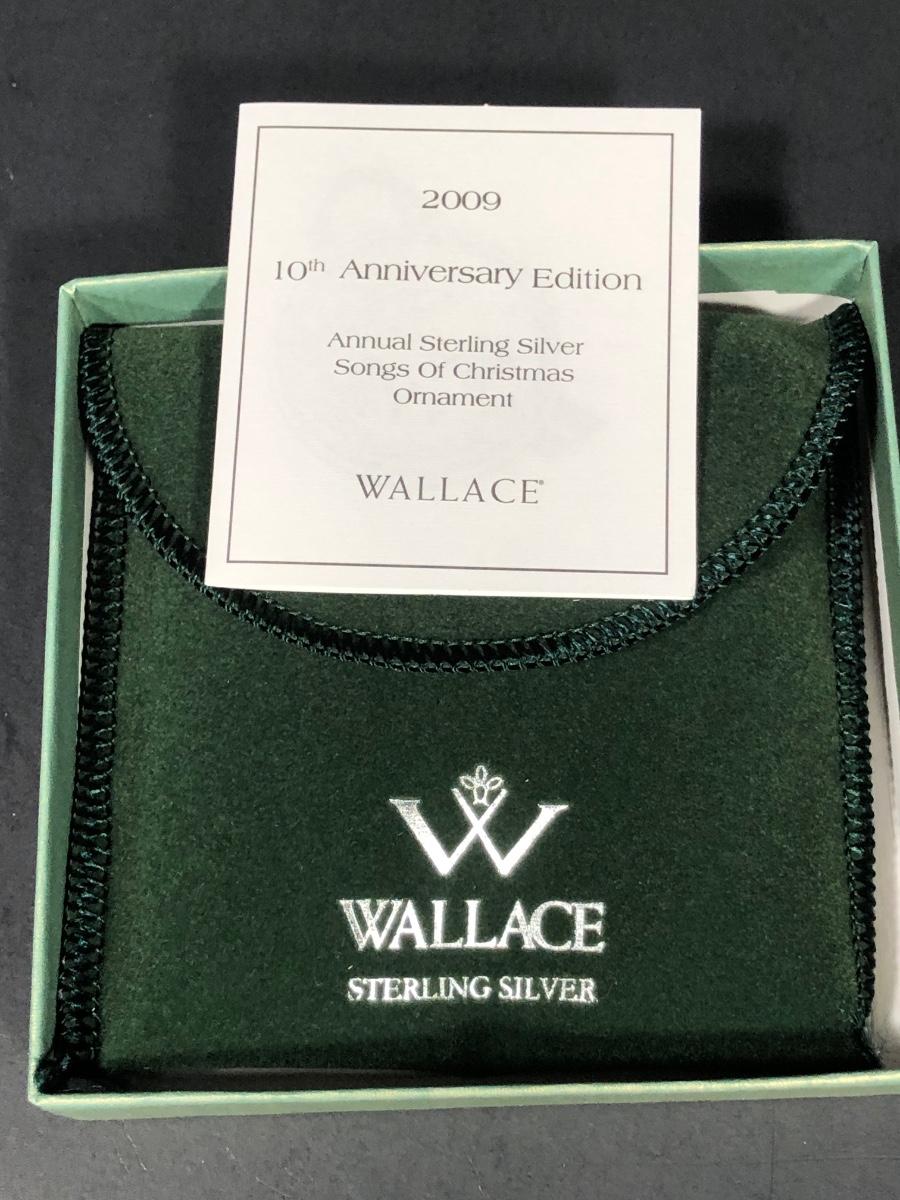 2009
10th Anniversary Edition
Annual Sterling Silver
Songs Of Christmas
Ornament
WALLACE®
W
WALLACE
STERLING SILVER